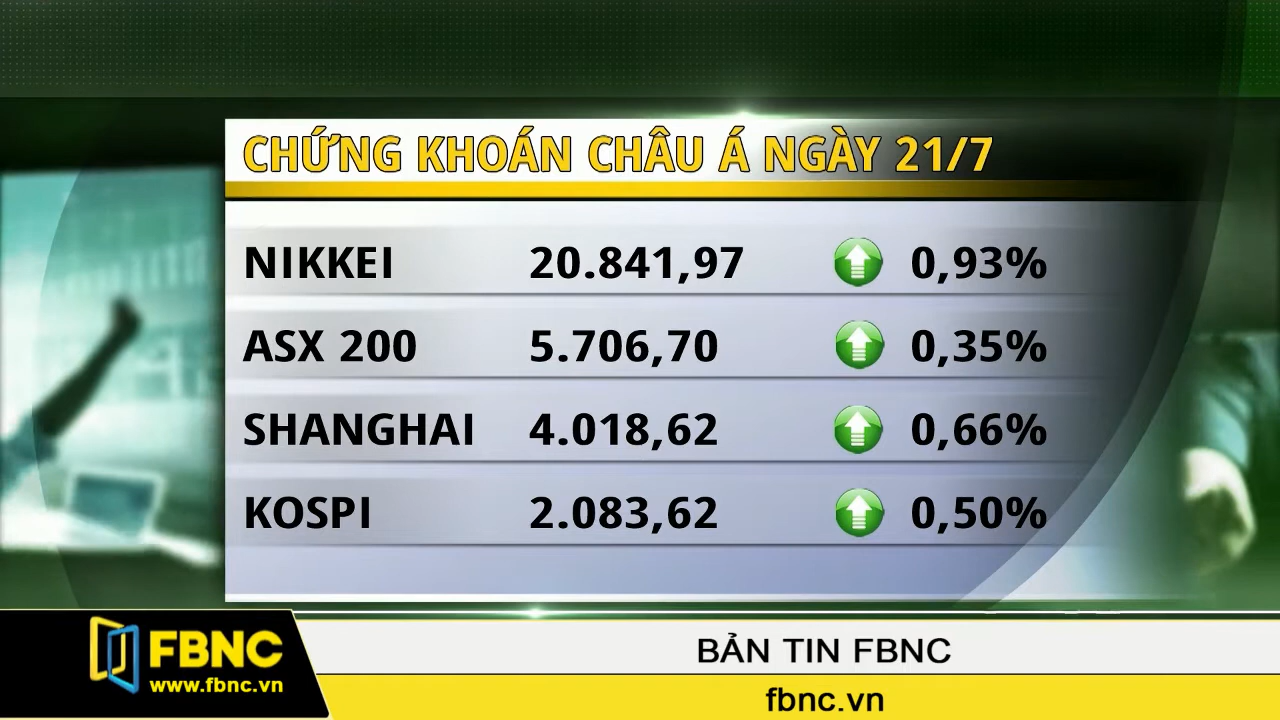 CHỨNG KHOÁN CHÂU Á NGÀY 21/7
NIKKEI 20.841,97 0,93%
ASX 200 5.706,70 0,35%
SHANGHAI 4.018,62 0,66%
KOSPI 2.083,62 0,50%
FBNC
www.fbnc.vn
BẢN TIN FBNC
fbnc.vn